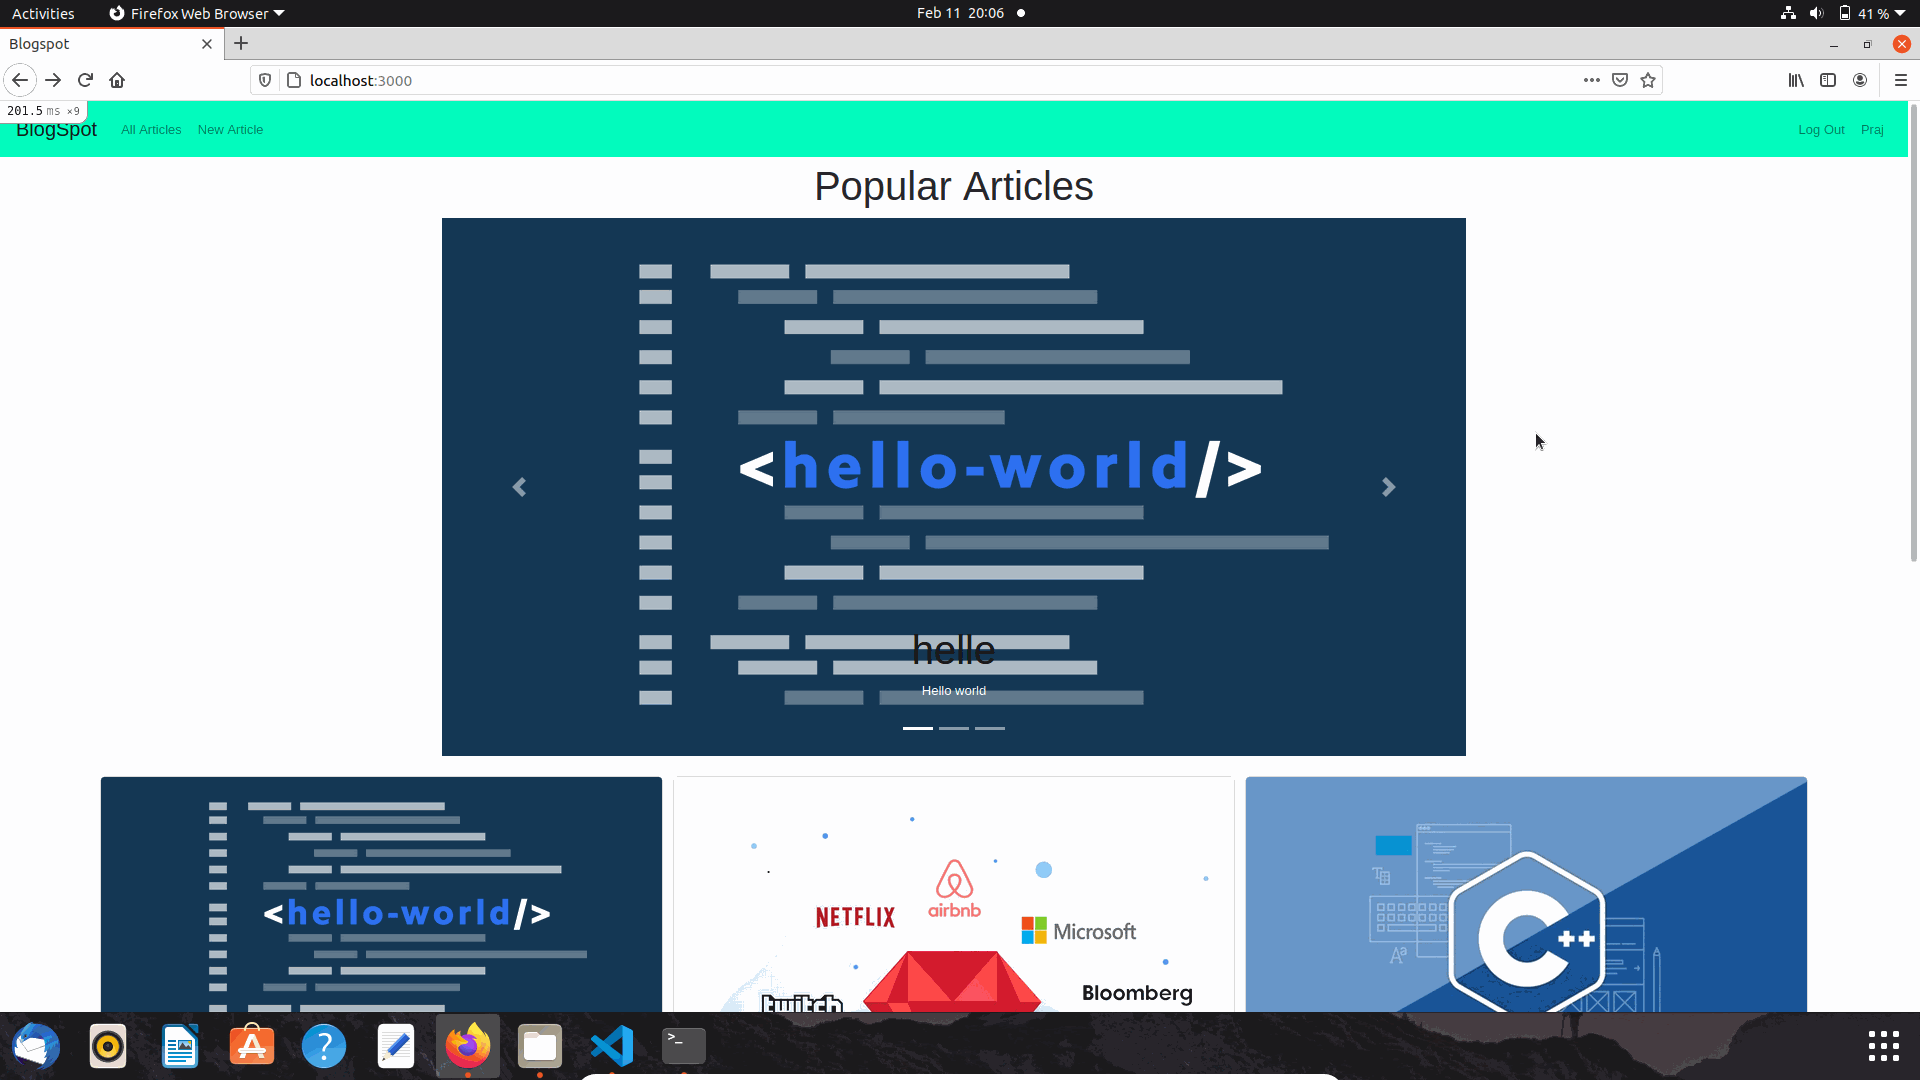 Activities
Firefox Web Browser
Feb 11 20:06
41 %
Blogspot
localhost:3000
201.5 ms ×9
BlogSpot
All Articles
New Article
Log Out
Praj
Popular Articles
<hello-world/>
helle
Hello world
<hello-world/>
NETFLIX
airbnb
Microsoft
twitch
Bloomberg
C++